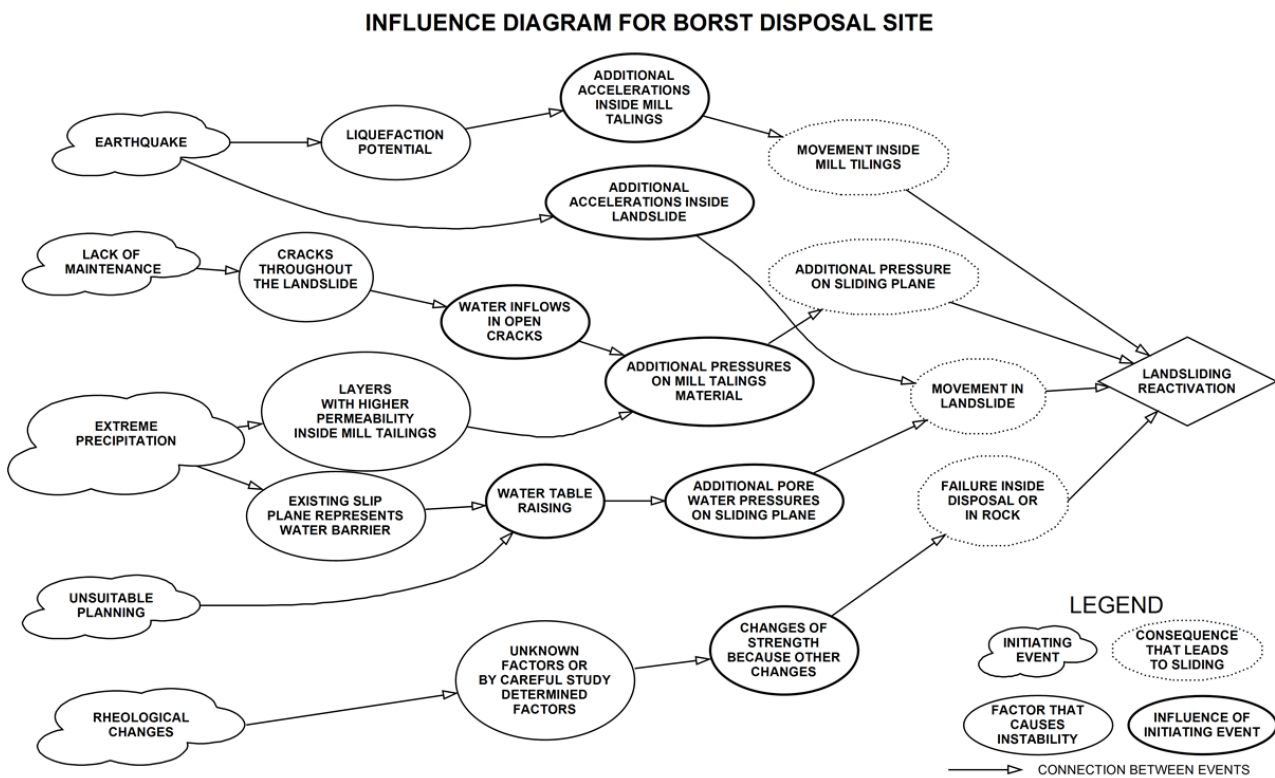 INFLUENCE DIAGRAM FOR BORST DISPOSAL SITE
EARTHQUAKE
LIQUEFACTION
POTENTIAL
ADDITIONAL
ACCELERATIONS
INSIDE MILL
TALINGS
MOVEMENT INSIDE
MILL TILINGS
ADDITIONAL
ACCELERATIONS INSIDE
LANDSLIDE
LACK OF
MAINTENANCE
CRACKS
THROUGHOUT
THE LANDSLIDE
WATER INFLOWS
IN OPEN
CRACKS
ADDITIONAL PRESSURE
ON SLIDING PLANE
ADDITIONAL PRESSURES
ON MILL TALINGS
MATERIAL
MOVEMENT IN
LANDSLIDE
LANDSLIDING
REACTIVATION
EXTREME
PRECIPITATION
LAYERS
WITH HIGHER
PERMEABILITY
INSIDE MILL TAILINGS
EXISTING SLIP
PLANE REPRESENTS
WATER BARRIER
WATER TABLE
RAISING
ADDITIONAL PORE
WATER PRESSURES
ON SLIDING PLANE
FAILURE INSIDE
DISPOSAL OR
IN ROCK
UNSUITABLE
PLANNING
RHEOLOGICAL
CHANGES
UNKNOWN
FACTORS OR
BY CAREFUL STUDY
DETERMINED
FACTORS
CHANGES OF
STRENGTH
BECAUSE OTHER
CHANGES
LEGEND
INITIATING
EVENT
CONSEQUENCE
THAT LEADS
TO SLIDING
FACTOR THAT
CAUSES
INSTABILITY
INFLUENCE OF
INITIATING EVENT
CONNECTION BETWEEN EVENTS